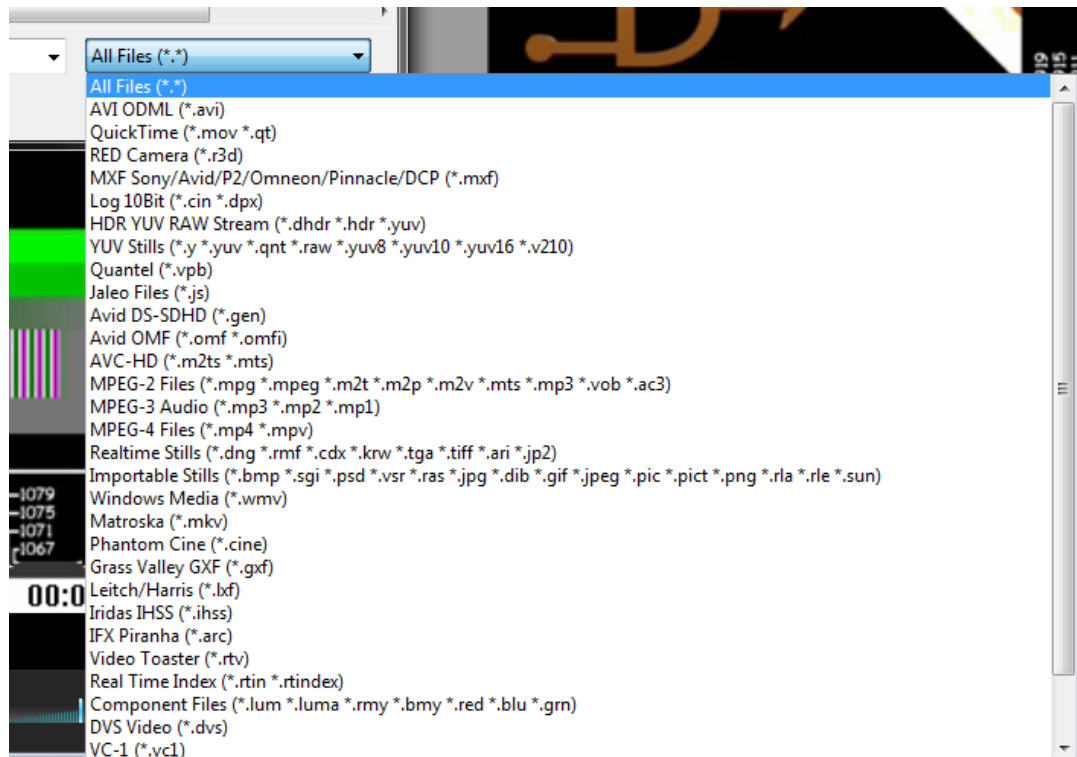 All Files (*.*)
All Files (*.*)
AVI ODML (*.avi)
QuickTime (*.mov *.qt)
RED Camera (*.r3d)
MXF Sony/Avid/P2/Omneon/Pinnacle/DCP (*.mxf)
Log 10Bit (*.cin *.dpx)
HDR YUV RAW Stream (*.dhdr *.hdr *.yuv)
YUV Stills (*.y *.yuv *.qnt *.raw *.yuv8 *.yuv10 *.yuv16 *.v210)
Quantel (*.vpb)
Jaleo Files (*.js)
Avid DS-SDHD (*.gen)
Avid OMF (*.omf *.omfi)
AVC-HD (*.m2ts *.mts)
MPEG-2 Files (*.mpg *.mpeg *.m2t *.m2p *.m2v *.mts *.mp3 *.vob *.ac3)
MPEG-3 Audio (*.mp3 *.mp2 *.mp1)
MPEG-4 Files (*.mp4 *.mpv)
Realtime Stills (*.dng *.rmf *.cdx *.krw *.tga *.tiff *.ari *.jp2)
Importable Stills (*.bmp *.sgi *.psd *.vsr *.ras *.jpg *.dib *.gif *.jpeg *.pic *.pict *.png *.rla *.rle *.sun)
Windows Media (*.wmv)
Matroska (*.mkv)
Phantom Cine (*.cine)
Grass Valley GXF (*.gxf)
Leitch/Harris (*.lxf)
Iridas IHSS (*.ihss)
IFX Piranha (*.arc)
Video Toaster (*.rtv)
Real Time Index (*.rtin *.rtindex)
Component Files (*.lum *.luma *.rmy *.bmy *.red *.blu *.grn)
DVS Video (*.dvs)
VC-1 (*.vc1)
1079
1075
1071
1067
00:0